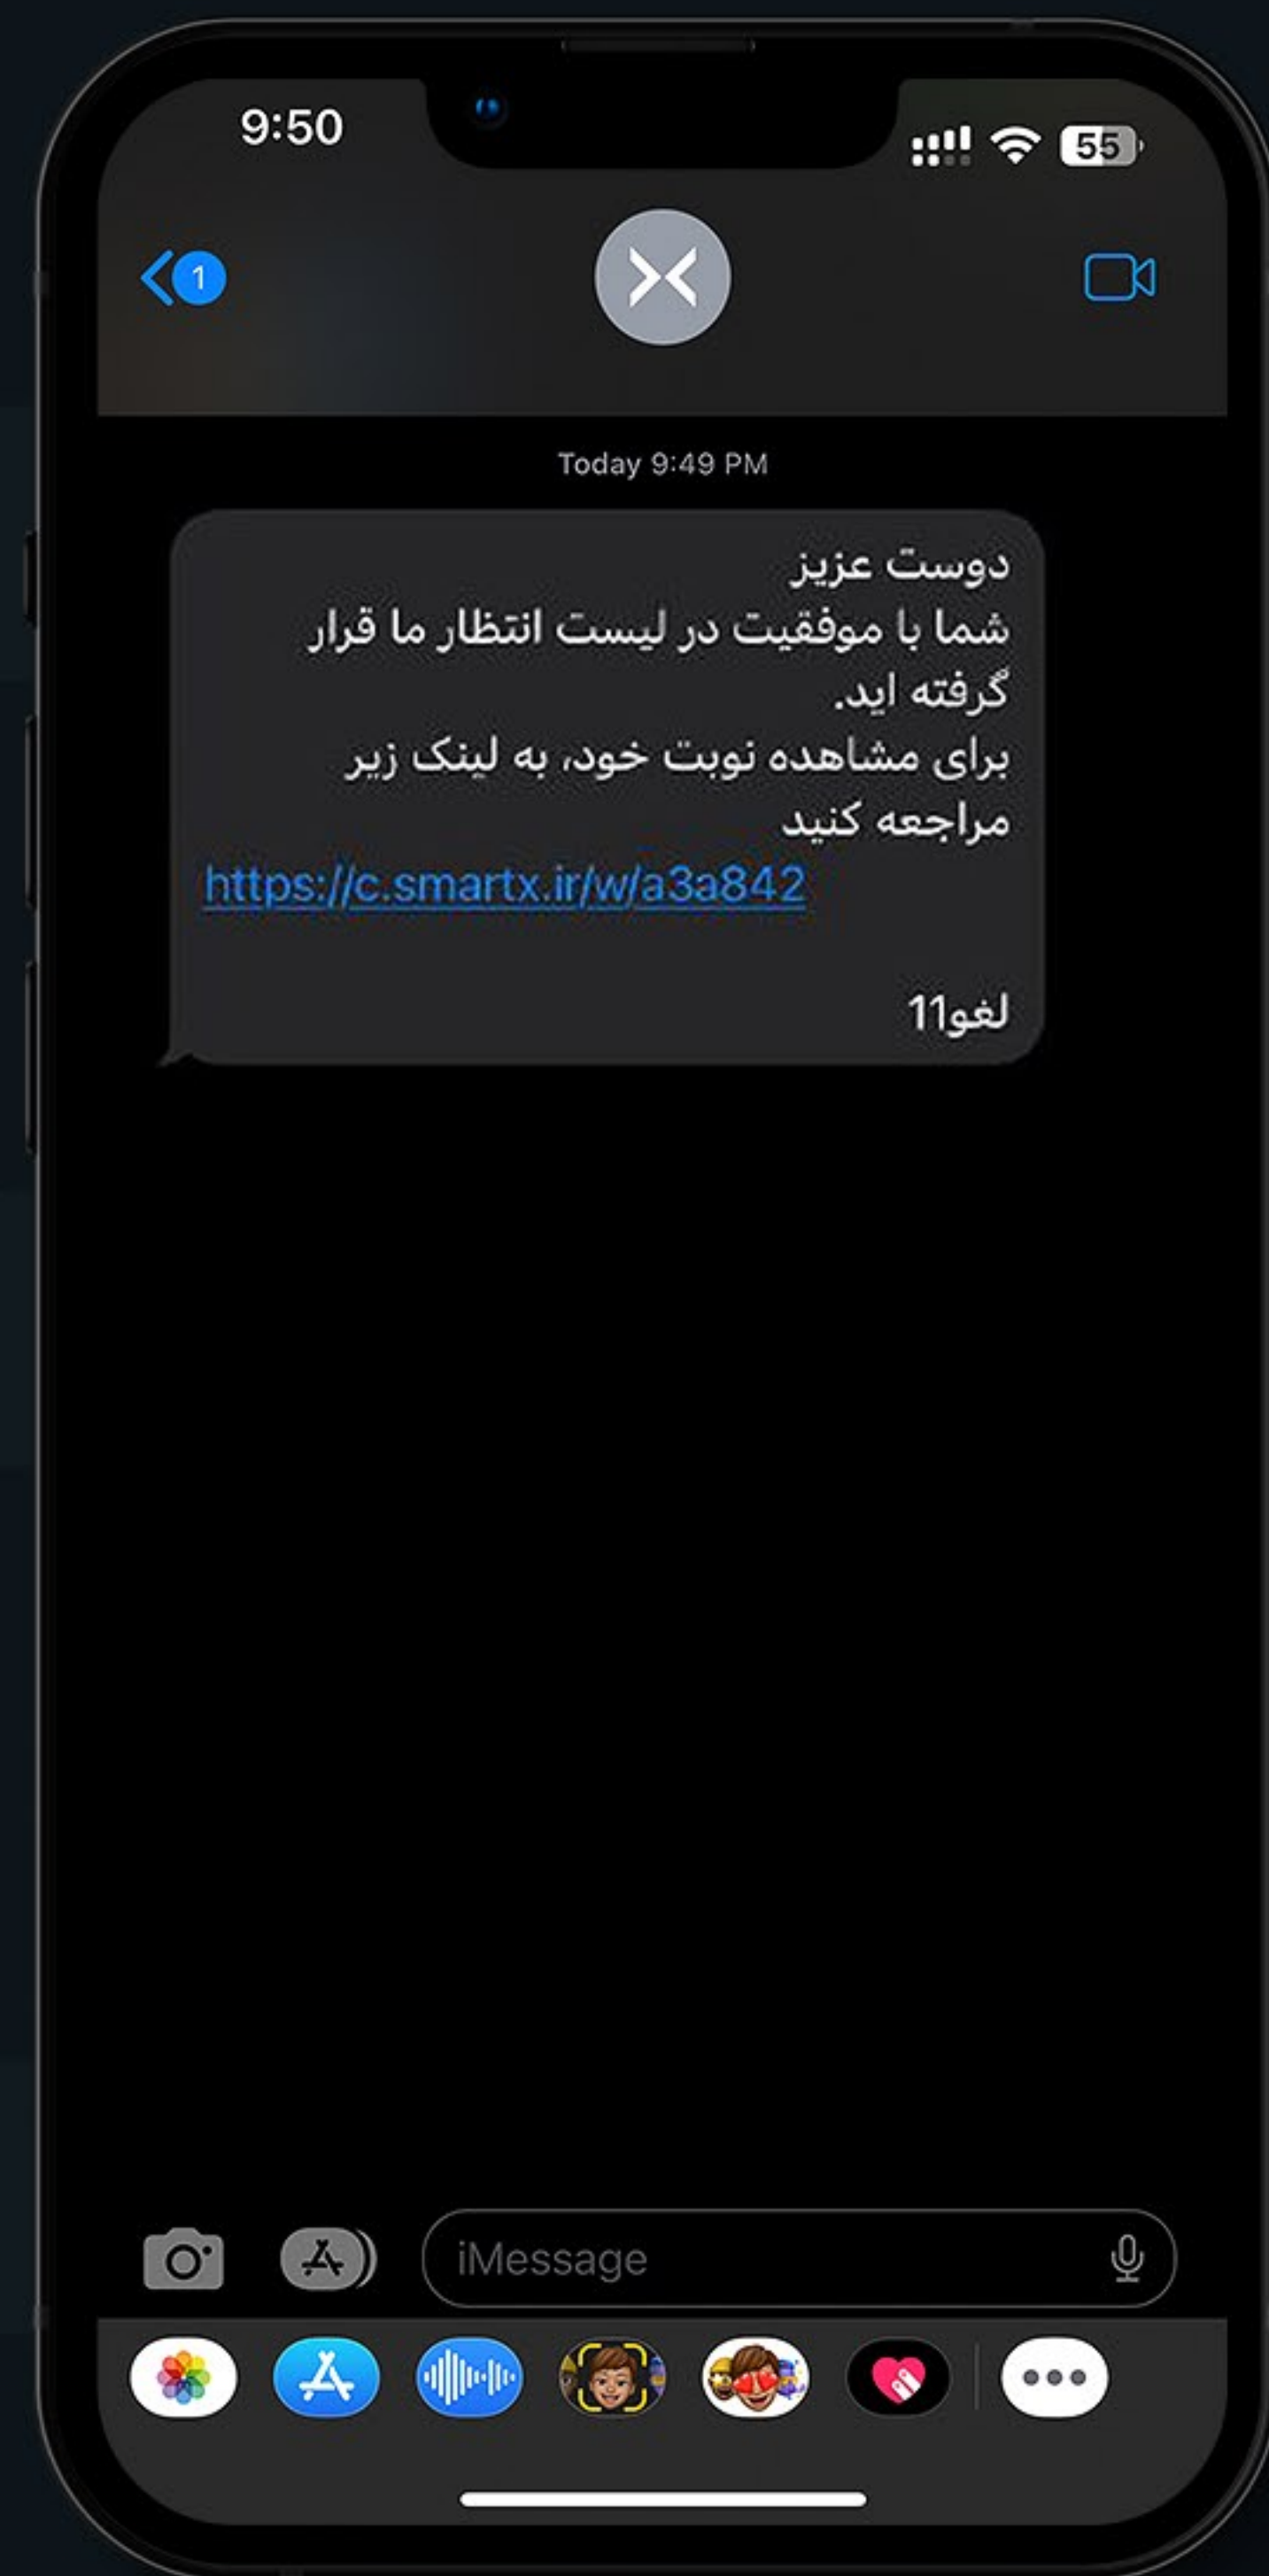 9:50
55
1
Today 9:49 PM
دوست عزیز
شما با موفقیت در لیست انتظار ما قرار
گرفته اید.
برای مشاهده نوبت خود، به لینک زیر
مراجعه کنید
https://c.smartx.ir/w/a3a842
لغو11
iMessage